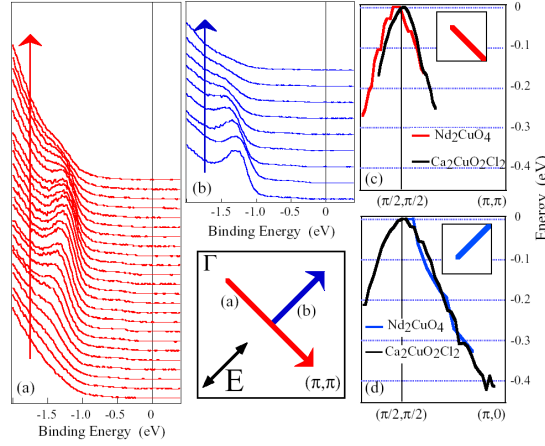 (a)
-1.5 -1.0 -0.5 0
Binding Energy (eV)
(b)
-1.5 -1.0 -0.5 0
Binding Energy (eV)
Γ
(a)
(b)
E
(π,π)
0
-0.1
-0.2
-0.3
-0.4
Energy (eV)
Nd₂CuO₄
Ca₂CuO₂Cl₂
(c)
(π/2,π/2) (π,π)
0
-0.1
-0.2
-0.3
-0.4
Energy (eV)
Nd₂CuO₄
Ca₂CuO₂Cl₂
(d)
(π/2,π/2) (π,0)